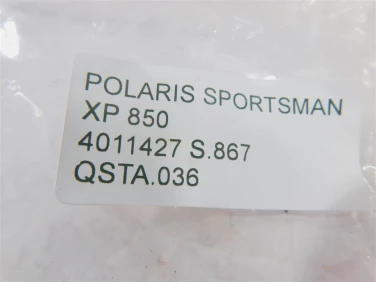 POLARIS SPORTSMAN
XP 850
4011427 S.867
QSTA.036